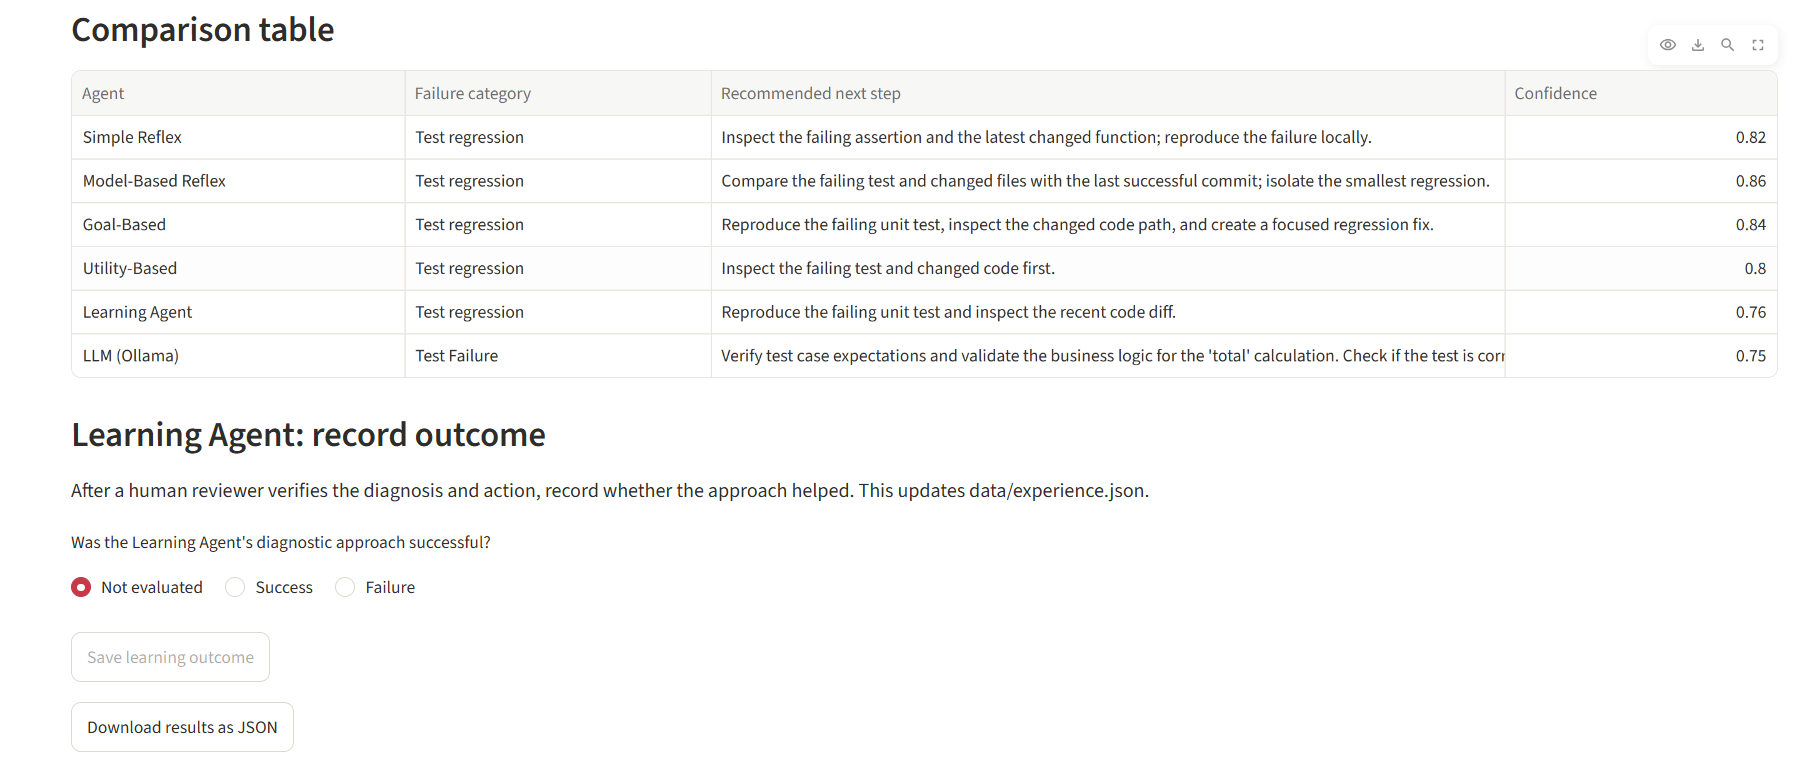 Comparison table
Agent Failure category Recommended next step Confidence
Simple Reflex Test regression Inspect the failing assertion and the latest changed function; reproduce the failure locally. 0.82
Model-Based Reflex Test regression Compare the failing test and changed files with the last successful commit; isolate the smallest regression. 0.86
Goal-Based Test regression Reproduce the failing unit test, inspect the changed code path, and create a focused regression fix. 0.84
Utility-Based Test regression Inspect the failing test and changed code first. 0.8
Learning Agent Test regression Reproduce the failing unit test and inspect the recent code diff. 0.76
LLM (Ollama) Test Failure Verify test case expectations and validate the business logic for the 'total' calculation. Check if the test is corr 0.75
Learning Agent: record outcome
After a human reviewer verifies the diagnosis and action, record whether the approach helped. This updates data/experience.json.
Was the Learning Agent's diagnostic approach successful?
Not evaluated Success Failure
Save learning outcome
Download results as JSON